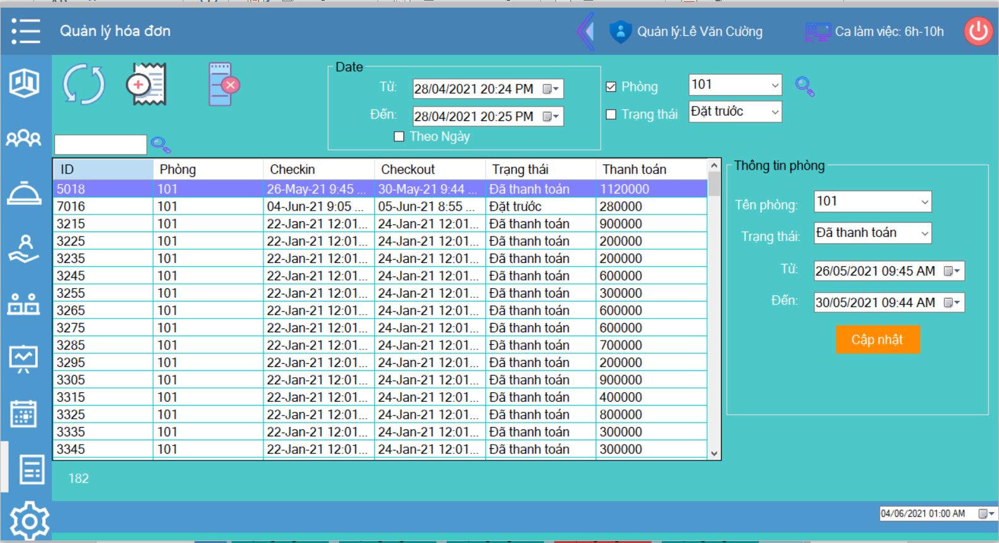 Quản lý hóa đơn
Quản lý:Lê Văn Cường
Ca làm việc: 6h-10h
Date
Từ: 28/04/2021 20:24 PM
Đến: 28/04/2021 20:25 PM
Theo Ngày
Phòng 101
Trạng thái Đặt trước
ID Phòng Checkin Checkout Trạng thái Thanh toán
5018 101 26-May-21 9:45 ... 30-May-21 9:44 ... Đã thanh toán 1120000
7016 101 04-Jun-21 9:05 ... 05-Jun-21 8:55 ... Đặt trước 280000
3215 101 22-Jan-21 12:01... 24-Jan-21 12:01... Đã thanh toán 900000
3225 101 22-Jan-21 12:01... 24-Jan-21 12:01... Đã thanh toán 200000
3235 101 22-Jan-21 12:01... 24-Jan-21 12:01... Đã thanh toán 200000
3245 101 22-Jan-21 12:01... 24-Jan-21 12:01... Đã thanh toán 600000
3255 101 22-Jan-21 12:01... 24-Jan-21 12:01... Đã thanh toán 300000
3265 101 22-Jan-21 12:01... 24-Jan-21 12:01... Đã thanh toán 600000
3275 101 22-Jan-21 12:01... 24-Jan-21 12:01... Đã thanh toán 600000
3285 101 22-Jan-21 12:01... 24-Jan-21 12:01... Đã thanh toán 700000
3295 101 22-Jan-21 12:01... 24-Jan-21 12:01... Đã thanh toán 200000
3305 101 22-Jan-21 12:01... 24-Jan-21 12:01... Đã thanh toán 900000
3315 101 22-Jan-21 12:01... 24-Jan-21 12:01... Đã thanh toán 400000
3325 101 22-Jan-21 12:01... 24-Jan-21 12:01... Đã thanh toán 800000
3335 101 22-Jan-21 12:01... 24-Jan-21 12:01... Đã thanh toán 300000
3345 101 22-Jan-21 12:01... 24-Jan-21 12:01... Đã thanh toán 300000
182
Thông tin phòng
Tên phòng: 101
Trạng thái: Đã thanh toán
Từ: 26/05/2021 09:45 AM
Đến: 30/05/2021 09:44 AM
Cập nhật
04/06/2021 01:00 AM